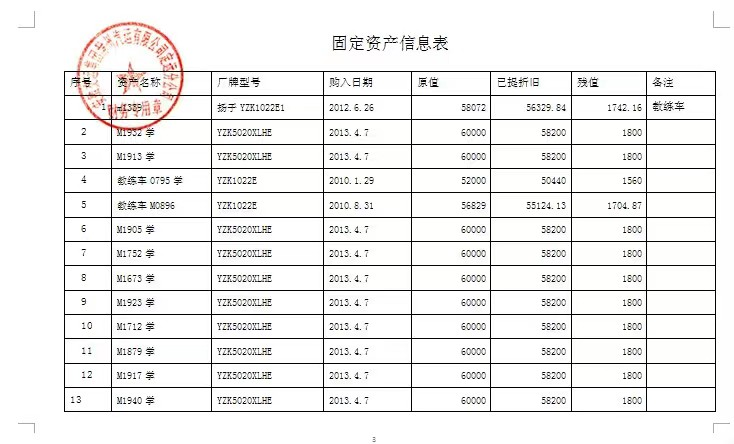 固定资产信息表
序号 资产名称 厂牌型号 购入日期 原值 已提折旧 残值 备注
1 m1339 扬子 YZK1022E1 2012.6.26 58072 56329.84 1742.16 教练车
2 M1932 学 YZK5020XLHE 2013.4.7 60000 58200 1800
3 M1913 学 YZK5020XLHE 2013.4.7 60000 58200 1800
4 教练车 0795 学 YZK1022E 2010.1.29 52000 50440 1560
5 教练车 M0896 YZK1022E 2010.8.31 56829 55124.13 1704.87
6 M1905 学 YZK5020XLHE 2013.4.7 60000 58200 1800
7 M1752 学 YZK5020XLHE 2013.4.7 60000 58200 1800
8 M1673 学 YZK5020XLHE 2013.4.7 60000 58200 1800
9 M1923 学 YZK5020XLHE 2013.4.7 60000 58200 1800
10 M1712 学 YZK5020XLHE 2013.4.7 60000 58200 1800
11 M1879 学 YZK5020XLHE 2013.4.7 60000 58200 1800
12 M1917 学 YZK5020XLHE 2013.4.7 60000 58200 1800
13 M1940 学 YZK5020XLHE 2013.4.7 60000 58200 1800
财务专用章
3